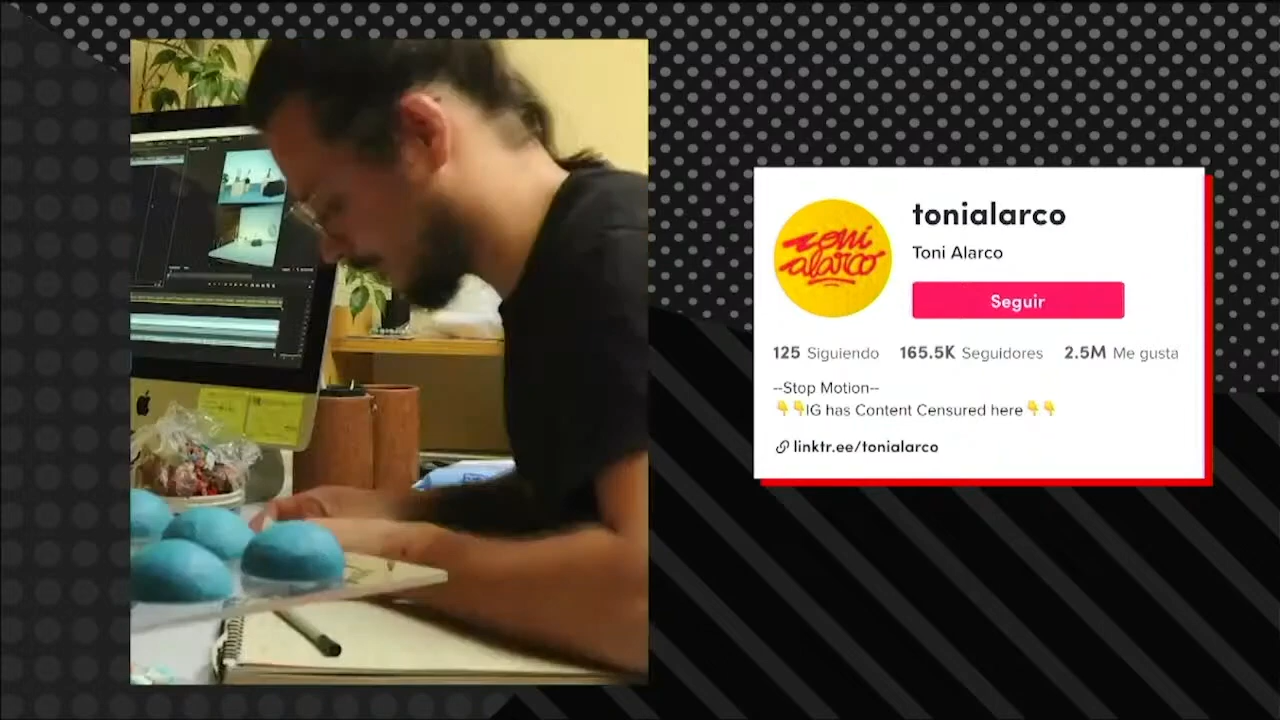 toni
alarco
tonialarco
Toni Alarco
Seguir
125 Siguiendo 165.5K Seguidores 2.5M Me gusta
--Stop Motion--
👇👇IG has Content Censured here👇👇
linktr.ee/tonialarco